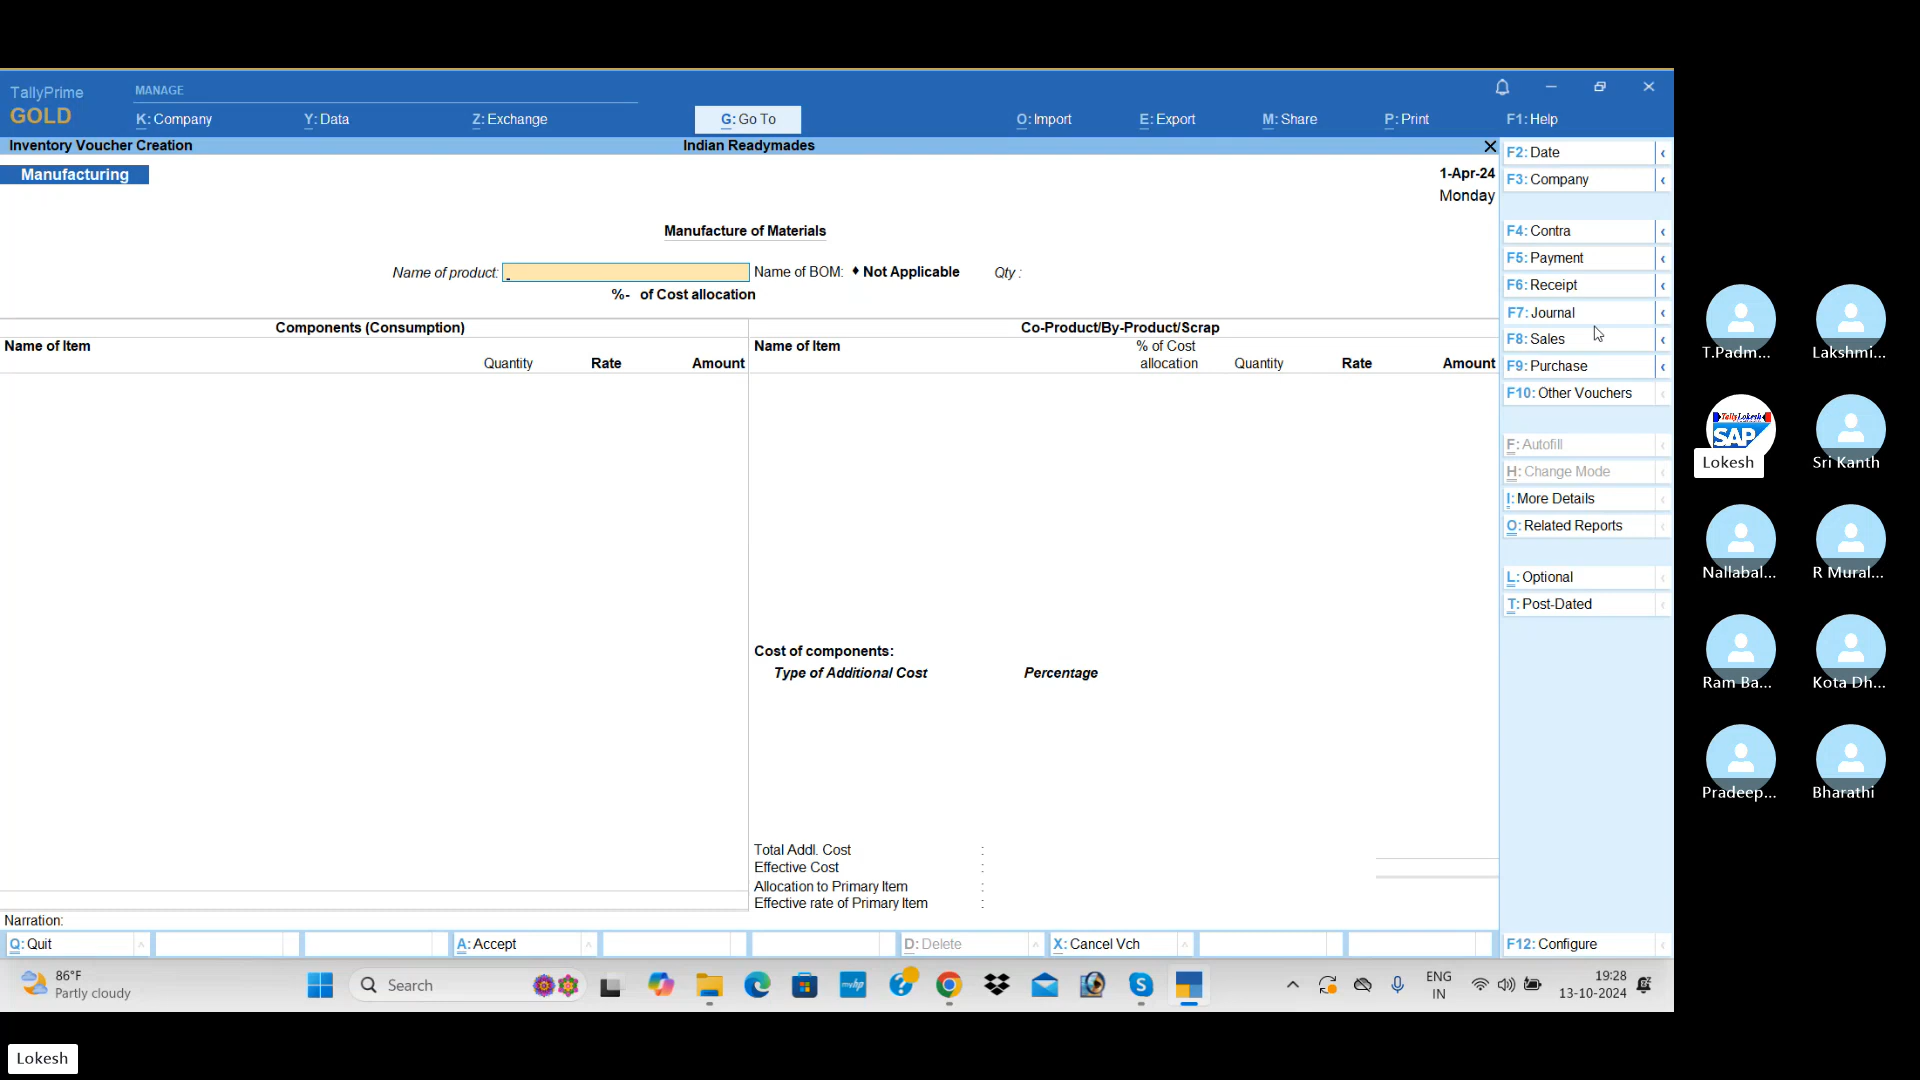 TallyPrime
GOLD
MANAGE
K: Company
Y: Data
Z: Exchange
G: Go To
O: Import
E: Export
M: Share
P: Print
F1: Help
Inventory Voucher Creation
Indian Readymades
Manufacturing
1-Apr-24
Monday
Manufacture of Materials
Name of product:
Name of BOM: ♦ Not Applicable
Qty :
%- of Cost allocation
Components (Consumption)
Co-Product/By-Product/Scrap
Name of Item
Quantity
Rate
Amount
Name of Item
% of Cost
allocation
Quantity
Rate
Amount
Cost of components:
Type of Additional Cost
Percentage
Total Addl. Cost :
Effective Cost :
Allocation to Primary Item :
Effective rate of Primary Item :
Narration:
Q: Quit
A: Accept
D: Delete
X: Cancel Vch
F2: Date
F3: Company
F4: Contra
F5: Payment
F6: Receipt
F7: Journal
F8: Sales
F9: Purchase
F10: Other Vouchers
F: Autofill
H: Change Mode
I: More Details
O: Related Reports
L: Optional
T: Post-Dated
F12: Configure
86°F
Partly cloudy
Search
myhp
ENG
IN
19:28
13-10-2024
T.Padm...
Lakshmi...
TallyLokesh
SAP
Lokesh
Sri Kanth
Nallabal...
R Mural...
Ram Ba...
Kota Dh...
Pradeep...
Bharathi
Lokesh